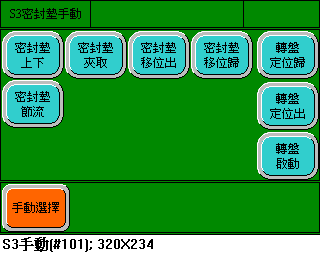 S3密封墊手動
密封墊
上下
密封墊
夾取
密封墊
移位出
密封墊
移位歸
轉盤
定位歸
密封墊
節流
轉盤
定位出
轉盤
啟動
手動選擇
S3手動(#101); 320X234